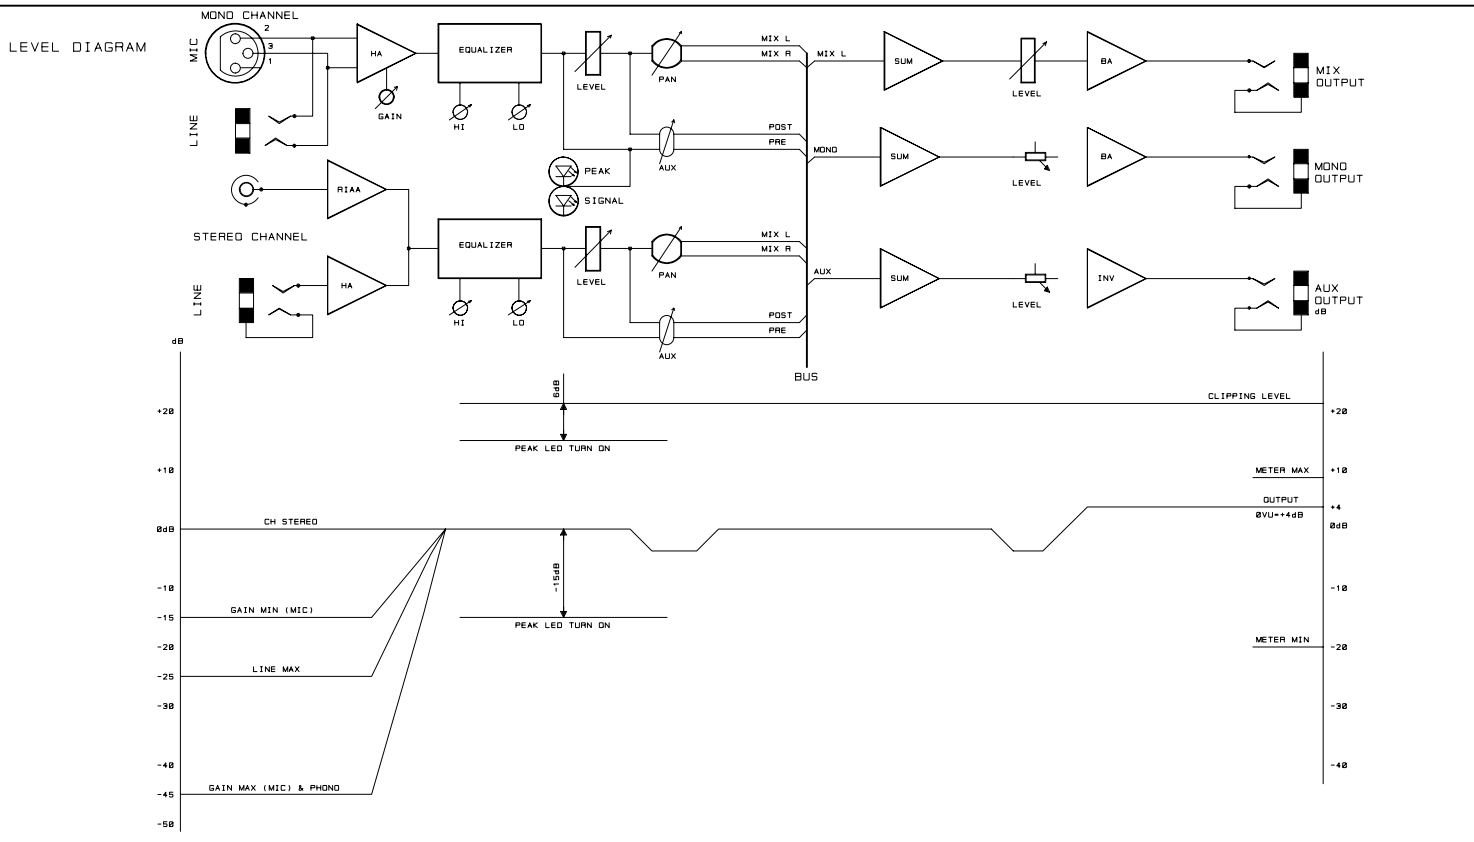 LEVEL DIAGRAM
MONO CHANNEL
MIC
2
3
1
HA
GAIN
EQUALIZER
HI
LO
LEVEL
PAN
MIX L
MIX R
POST
PRE
AUX
LINE
PEAK
SIGNAL
RIAA
STEREO CHANNEL
LINE
HA
EQUALIZER
HI
LO
LEVEL
PAN
MIX L
MIX R
POST
PRE
AUX
BUS
MIX L
SUM
LEVEL
BA
MIX
OUTPUT
MONO
SUM
LEVEL
BA
MONO
OUTPUT
AUX
SUM
LEVEL
INV
AUX
OUTPUT
dB
dB
+20
+10
0dB
-10
-15
-20
-25
-30
-40
-45
-50
CH STEREO
GAIN MIN (MIC)
LINE MAX
GAIN MAX (MIC) & PHONO
6dB
PEAK LED TURN ON
-15dB
PEAK LED TURN ON
CLIPPING LEVEL
METER MAX
OUTPUT
0VU=+4dB
METER MIN
+20
+10
+4
0dB
-10
-20
-30
-40